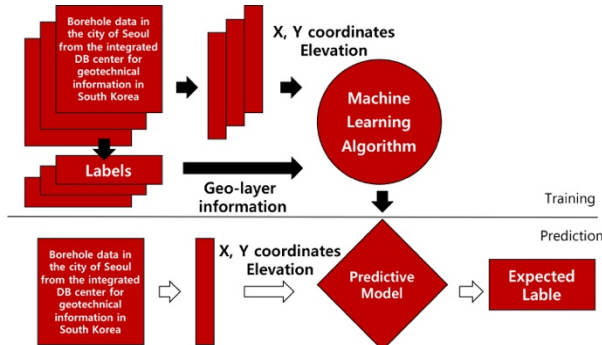 Borehole data in
the city of Seoul
from the integrated
DB center for
geotechnical
information in
South Korea
X, Y coordinates
Elevation
Machine
Learning
Algorithm
Labels
Geo-layer
information
Training
Prediction
Borehole data in
the city of Seoul
from the integrated
DB center for
geotechnical
information in
South Korea
X, Y coordinates
Elevation
Predictive
Model
Expected
Lable